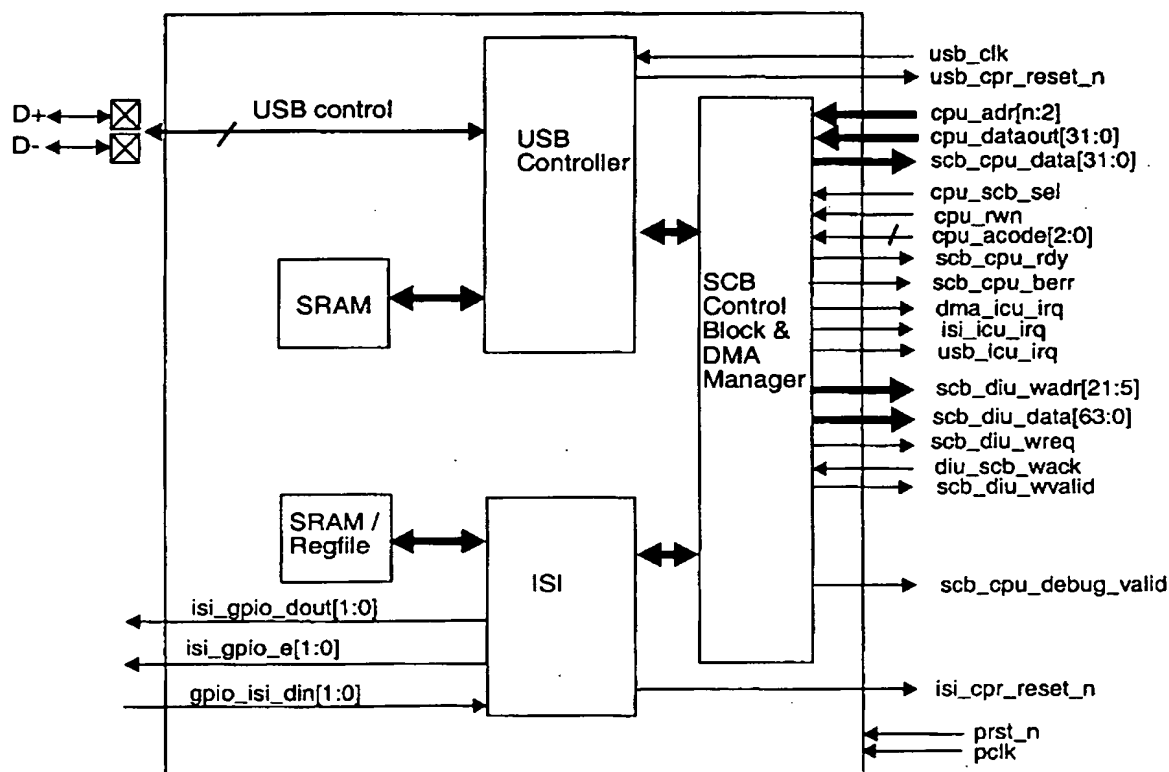 usb_clk
usb_cpr_reset_n
D+
USB control
D-
USB
Controller
cpu_adr[n:2]
cpu_dataout[31:0]
scb_cpu_data[31:0]
cpu_scb_sel
cpu_rwn
cpu_acode[2:0]
scb_cpu_rdy
scb_cpu_berr
dma_icu_irq
isi_icu_irq
usb_icu_irq
SRAM
SCB
Control
Block &
DMA
Manager
scb_diu_wadr[21:5]
scb_diu_data[63:0]
scb_diu_wreq
diu_scb_wack
scb_diu_wvalid
SRAM /
Regfile
ISI
scb_cpu_debug_valid
isi_gpio_dout[1:0]
isi_gpio_e[1:0]
gpio_isi_din[1:0]
isi_cpr_reset_n
prst_n
pclk